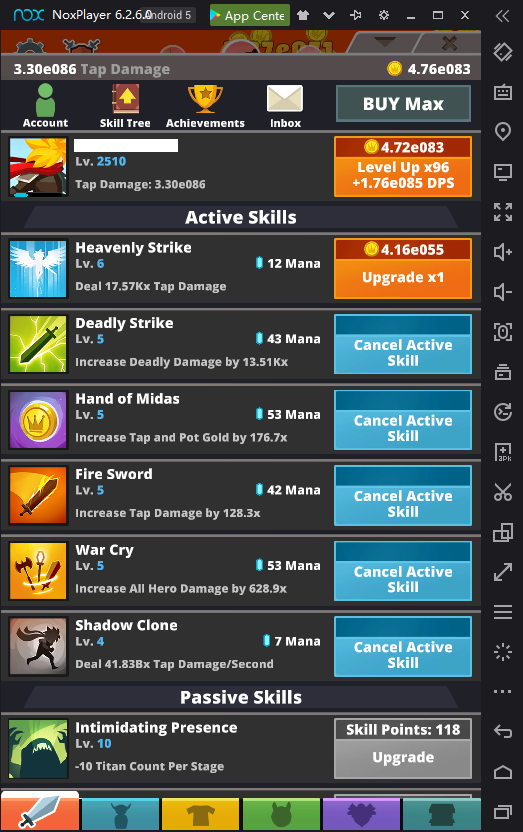 nox NoxPlayer 6.2.6.0 Android 5 App Cente
3.30e086 Tap Damage 4.76e083
Account Skill Tree Achievements Inbox BUY Max
Lv. 2510
Tap Damage: 3.30e086
4.72e083
Level Up x96
+1.76e085 DPS
Active Skills
Heavenly Strike
Lv. 6 12 Mana
Deal 17.57Kx Tap Damage
4.16e055
Upgrade x1
Deadly Strike
Lv. 5 43 Mana
Increase Deadly Damage by 13.51Kx
Cancel Active
Skill
Hand of Midas
Lv. 5 53 Mana
Increase Tap and Pot Gold by 176.7x
Cancel Active
Skill
Fire Sword
Lv. 5 42 Mana
Increase Tap Damage by 128.3x
Cancel Active
Skill
War Cry
Lv. 5 53 Mana
Increase All Hero Damage by 628.9x
Cancel Active
Skill
Shadow Clone
Lv. 4 7 Mana
Deal 41.83Bx Tap Damage/Second
Cancel Active
Skill
Passive Skills
Intimidating Presence
Lv. 10
-10 Titan Count Per Stage
Skill Points: 118
Upgrade